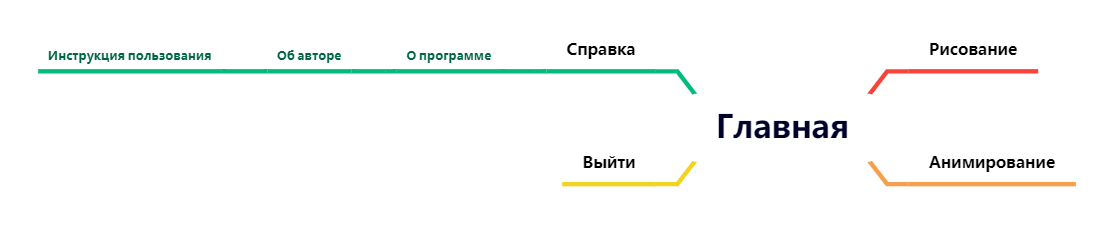 Инструкция пользования Об авторе О программе Справка Рисование
Главная
Выйти Анимирование